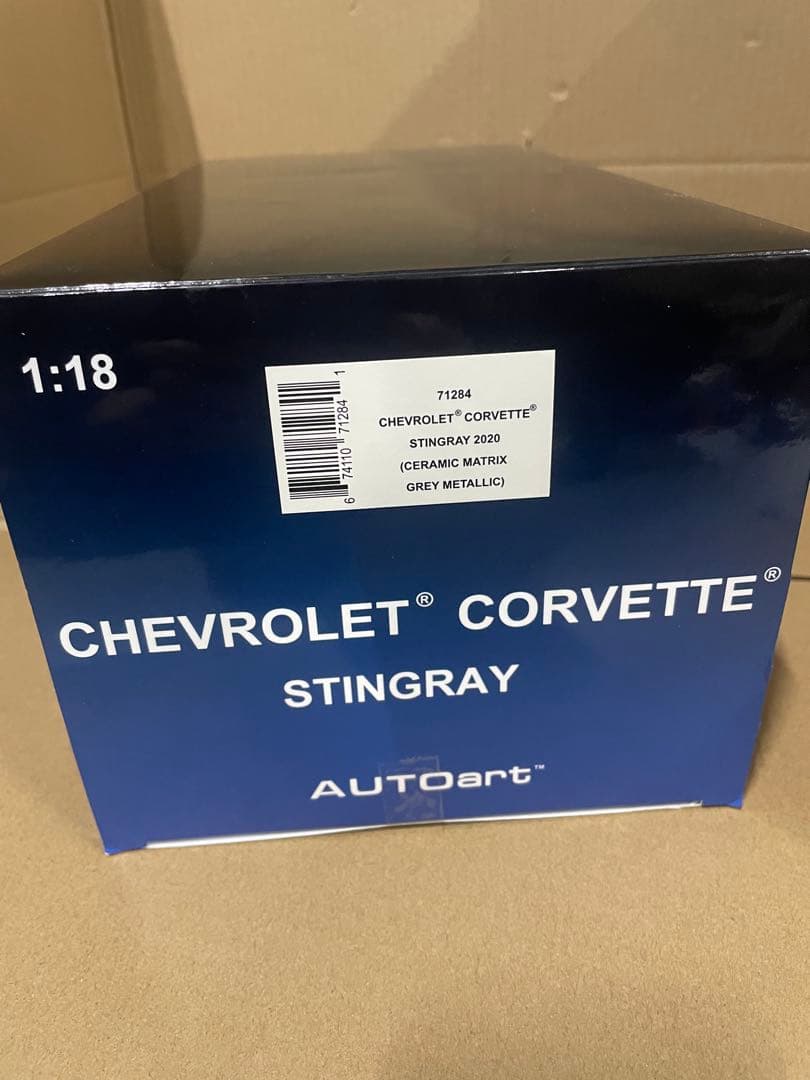 1:18
6 74110 71284 1
71284
CHEVROLET® CORVETTE®
STINGRAY 2020
(CERAMIC MATRIX
GREY METALLIC)
CHEVROLET® CORVETTE®
STINGRAY
AUTOart™